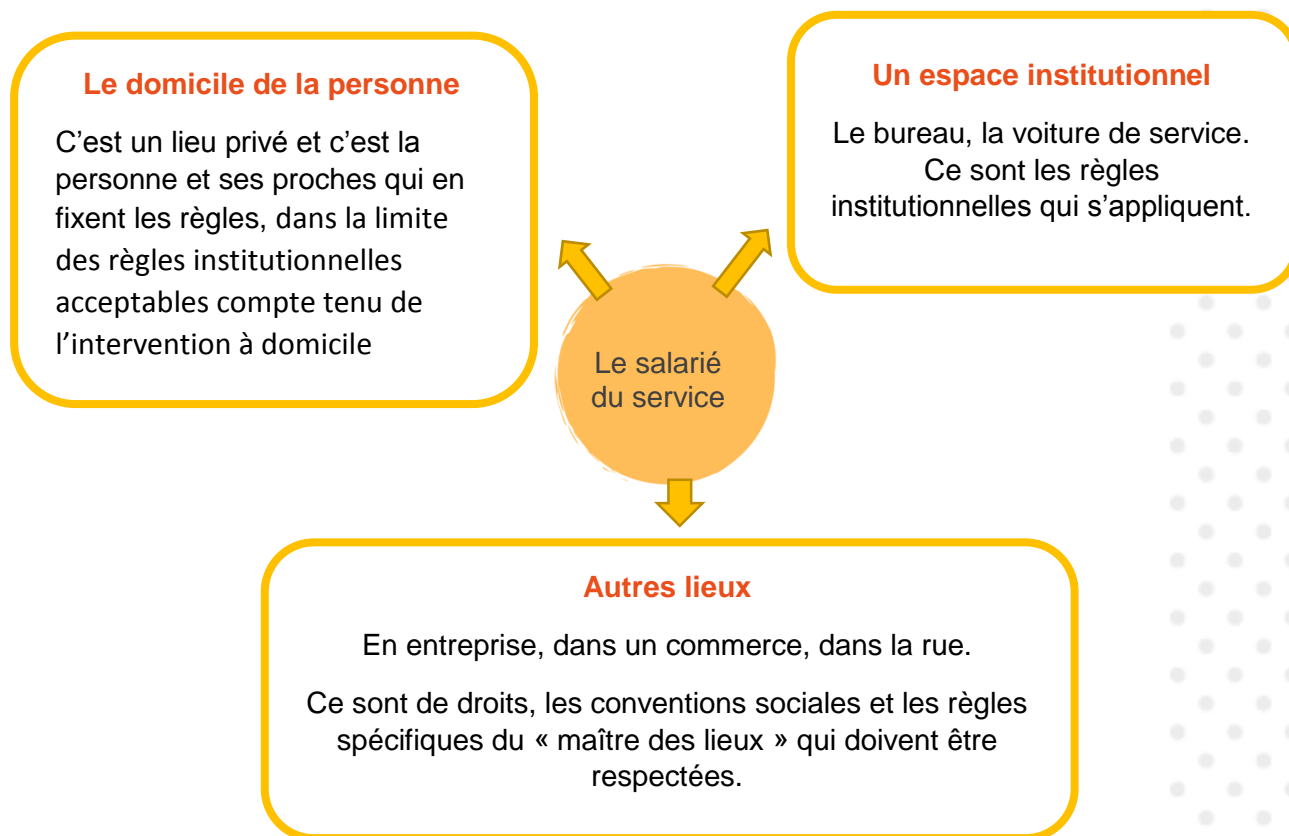 Le domicile de la personne
C’est un lieu privé et c’est la
personne et ses proches qui en
fixent les règles, dans la limite
des règles institutionnelles
acceptables compte tenu de
l’intervention à domicile
Un espace institutionnel
Le bureau, la voiture de service.
Ce sont les règles
institutionnelles qui s’appliquent.
Le salarié
du service
Autres lieux
En entreprise, dans un commerce, dans la rue.
Ce sont de droits, les conventions sociales et les règles
spécifiques du « maître des lieux » qui doivent être
respectées.